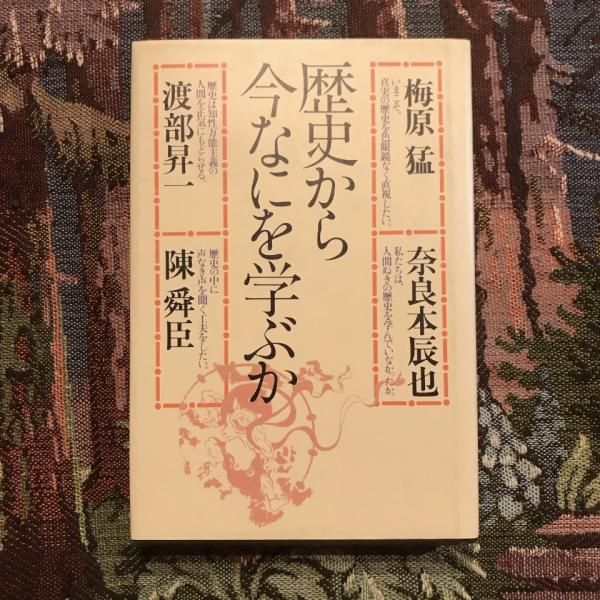 歴史から
今なにを学ぶか
梅原 猛
いまこそ、
真実の歴史を色眼鏡なく直視したい。
奈良本辰也
私たちは、
人間ぬきの歴史を学んでいなかったか。
渡部昇一
歴史は知性万能主義の
人間を正気にもどらせる。
陳 舜臣
歴史の中に
声なき声を聞く工夫をしたい。